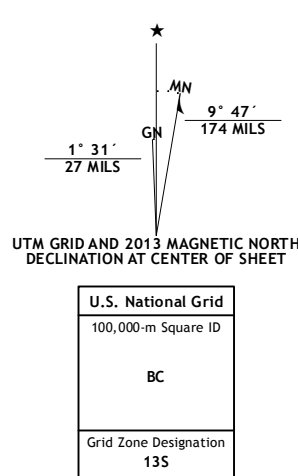 ★
MN
GN
9° 47´
174 MILS
1° 31´
27 MILS
UTM GRID AND 2013 MAGNETIC NORTH
DECLINATION AT CENTER OF SHEET
U.S. National Grid
100,000-m Square ID
BC
Grid Zone Designation
13S